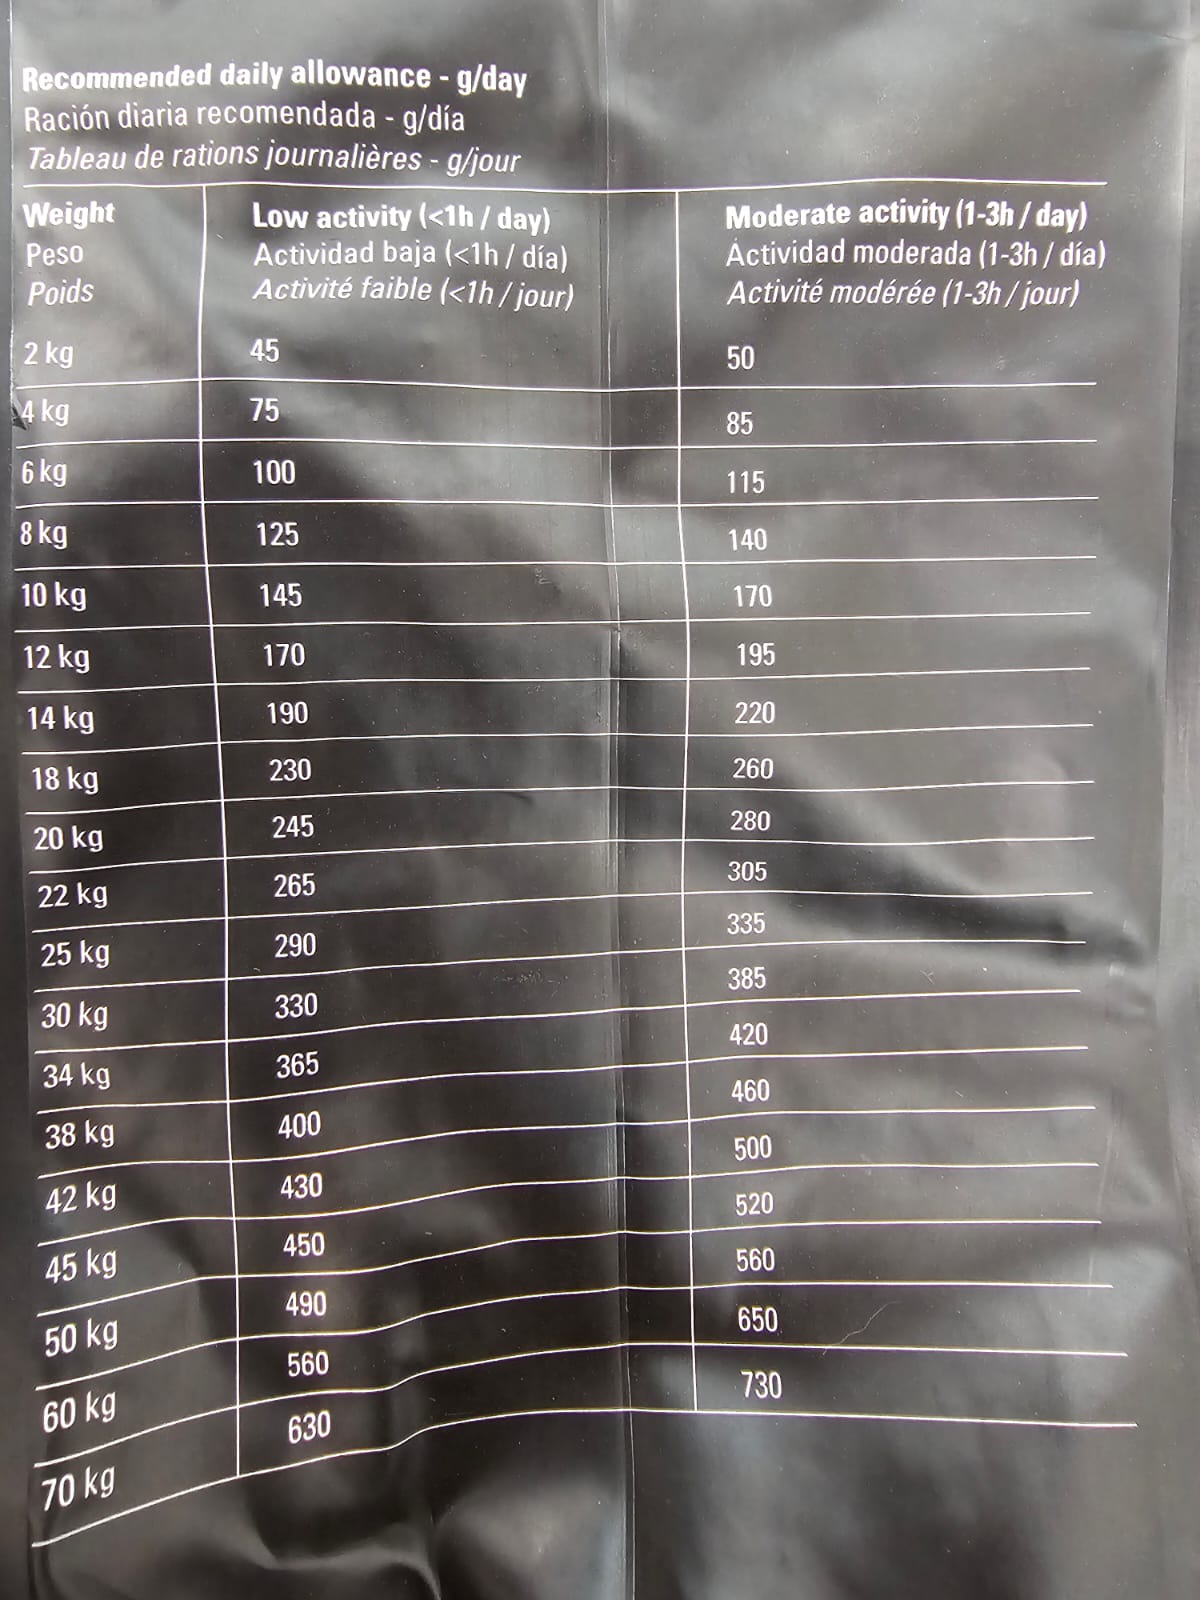 Recommended daily allowance - g/day
Ración diaria recomendada - g/día
Tableau de rations journalières - g/jour
Weight Low activity (<1h / day) Moderate activity (1-3h / day)
Peso Actividad baja (<1h / día) Actividad moderada (1-3h / día)
Poids Activité faible (<1h / jour) Activité modérée (1-3h / jour)
2 kg 45 50
4 kg 75 85
6 kg 100 115
8 kg 125 140
10 kg 145 170
12 kg 170 195
14 kg 190 220
18 kg 230 260
20 kg 245 280
22 kg 265 305
25 kg 290 335
30 kg 330 385
34 kg 365 420
38 kg 400 460
42 kg 430 500
45 kg 450 520
50 kg 490 560
60 kg 560 650
70 kg 630 730